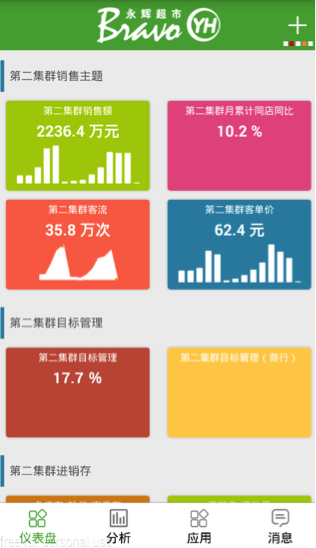 永辉超市
Bravo YH
第二集群销售主题
第二集群销售额
2236.4 万元
第二集群月累计同店同比
10.2 %
第二集群客流
35.8 万次
第二集群客单价
62.4 元
第二集群目标管理
第二集群目标管理
17.7 %
第二集群目标管理（商行）
第二集群进销存
仪表盘
分析
应用
消息
free for personal use